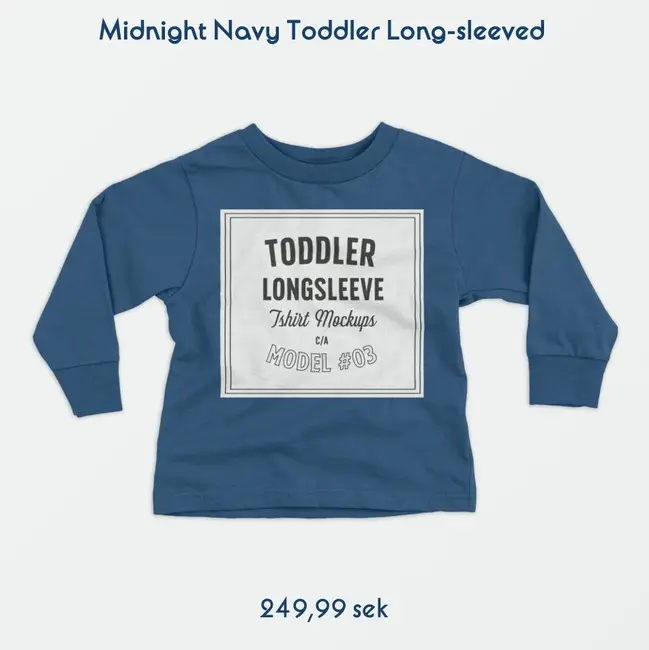 Midnight Navy Toddler Long-sleeved
TODDLER
LONGSLEEVE
Tshirt Mockups
C/A
MODEL #03
249,99 sek